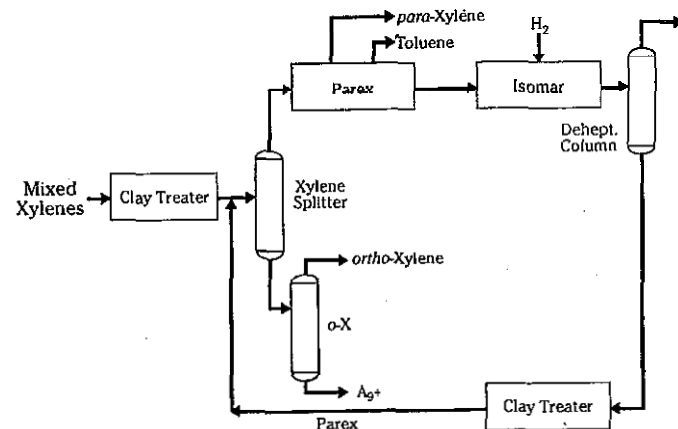 para-Xylene
Toluene
H2
Parex
Isomar
Dehept.
Column
Mixed
Xylenes
Clay Treater
Xylene
Splitter
ortho-Xylene
o-X
A9+
Clay Treater
Parex